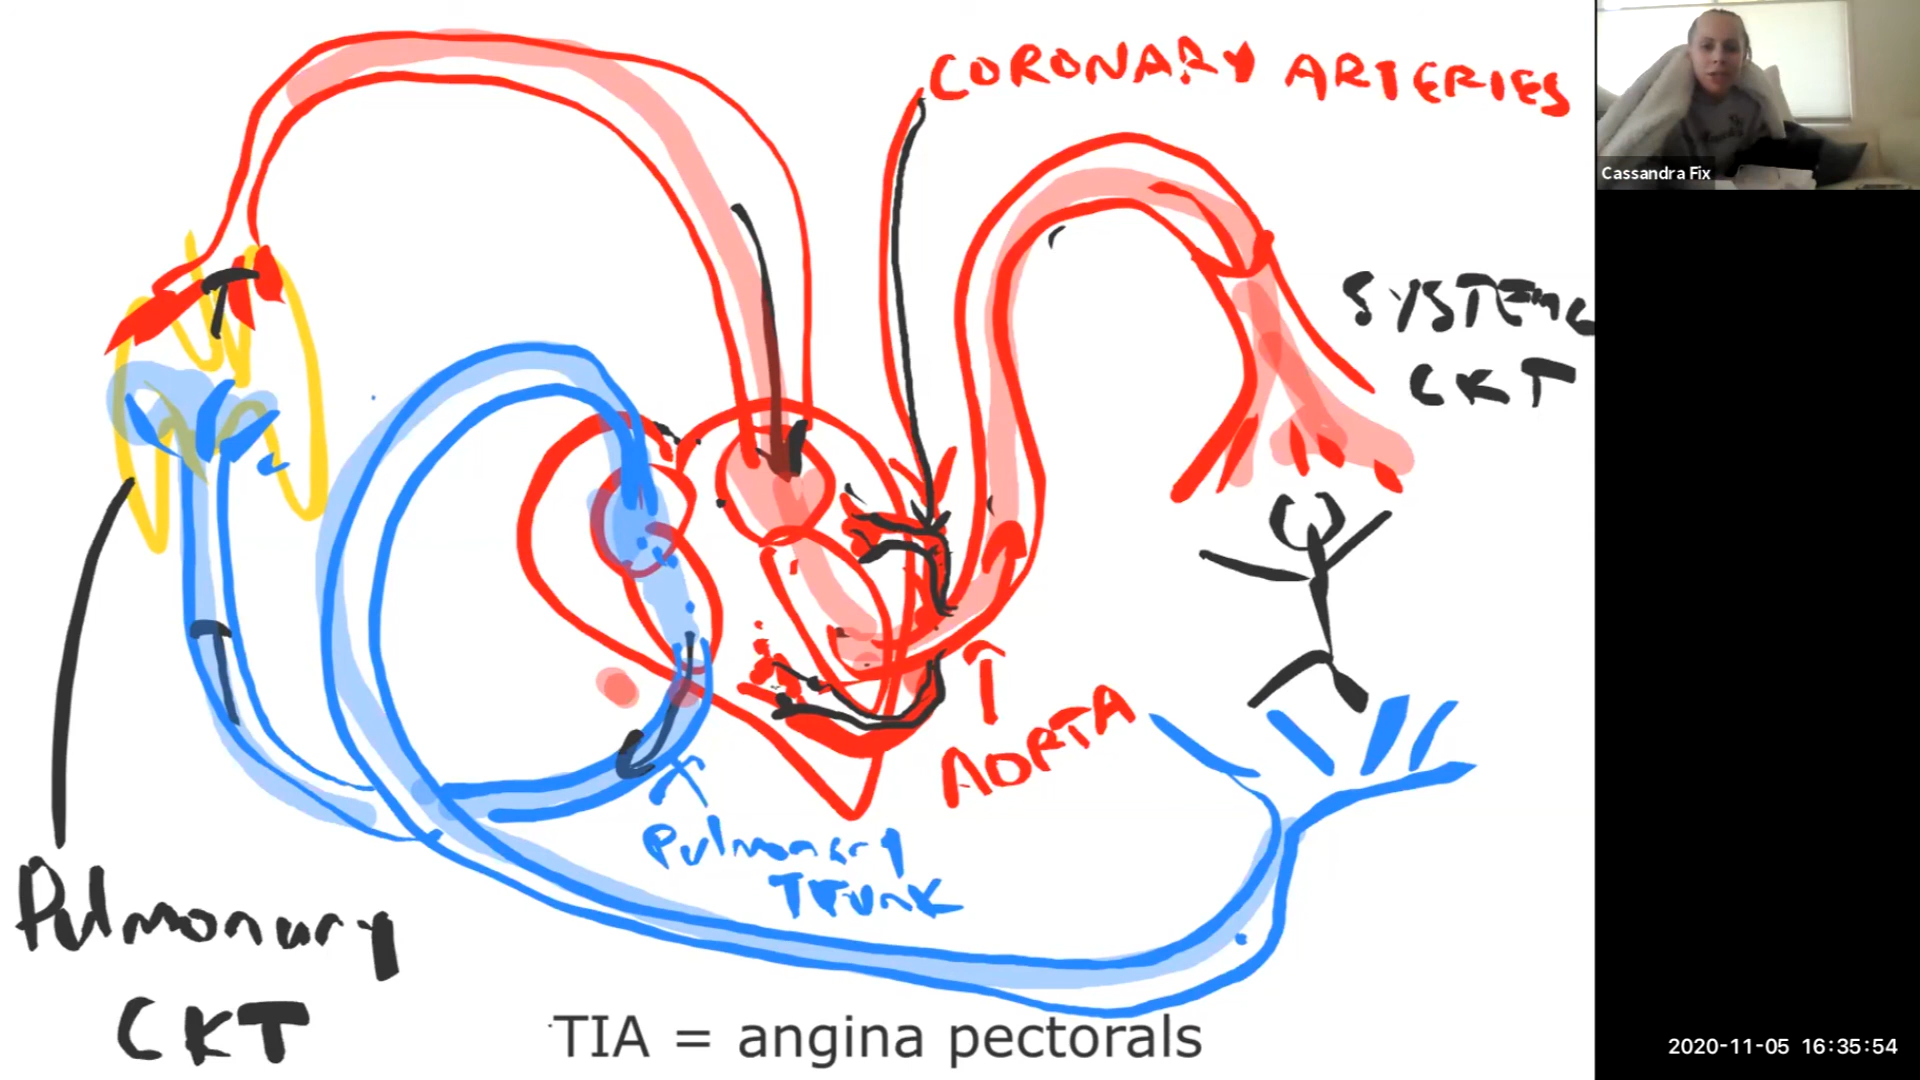 CORONARY ARTERIES
Cassandra Fix
SYSTEMC
CKT
AORTA
Pulmonary
Trunk
Pulmonary
CKT
TIA = angina pectorals
2020-11-05 16:35:54